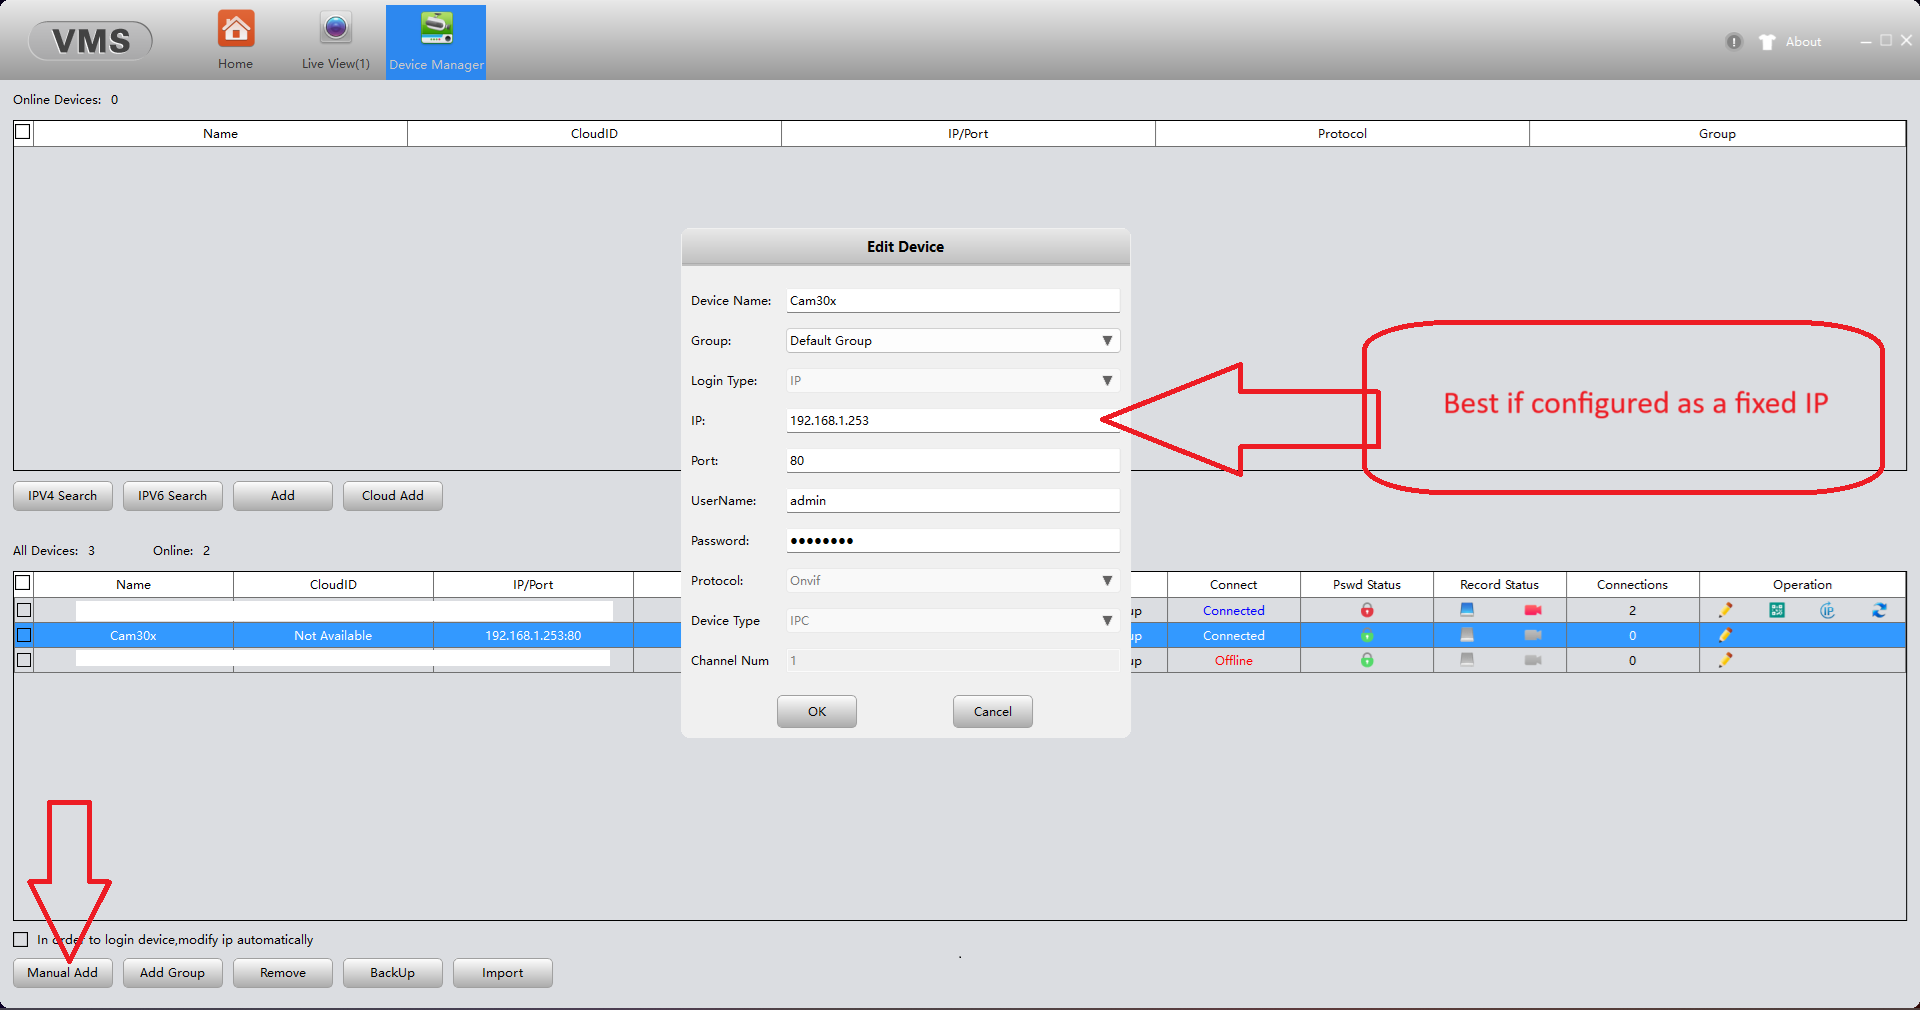 VMS
Home
Live View(1)
Device Manager
About
Online Devices: 0
Name CloudID IP/Port Protocol Group
Edit Device
Device Name: Cam30x
Group: Default Group
Login Type: IP
IP: 192.168.1.253
Port: 80
UserName: admin
Password: ••••••••
Protocol: Onvif
Device Type IPC
Channel Num 1
OK Cancel
Best if configured as a fixed IP
IPV4 Search IPV6 Search Add Cloud Add
All Devices: 3 Online: 2
Name CloudID IP/Port Connect Pswd Status Record Status Connections Operation
up Connected 2
Cam30x Not Available 192.168.1.253:80 up Connected 0
up Offline 0
In order to login device,modify ip automatically
Manual Add Add Group Remove BackUp Import